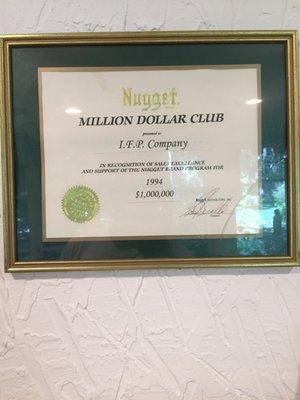 Nugget
MILLION DOLLAR CLUB
presented to
I.F.P. Company
IN RECOGNITION OF SALES EXCELLANCE
AND SUPPORT OF THE NUGGET BRAND PROGRAM FOR
1994
$1,000,000